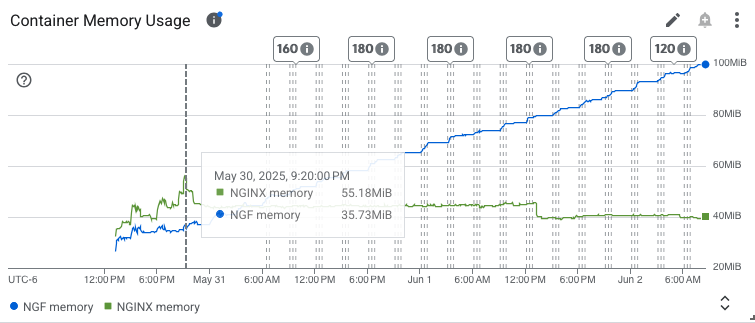 Container Memory Usage
160 180 180 180 180 120
100MiB
80MiB
60MiB
40MiB
20MiB
May 30, 2025, 9:20:00 PM
NGINX memory 55.18MiB
NGF memory 35.73MiB
UTC-6 12:00 PM 6:00 PM May 31 6:00 AM 12:00 PM 6:00 PM Jun 1 6:00 AM 12:00 PM 6:00 PM Jun 2 6:00 AM
NGF memory NGINX memory